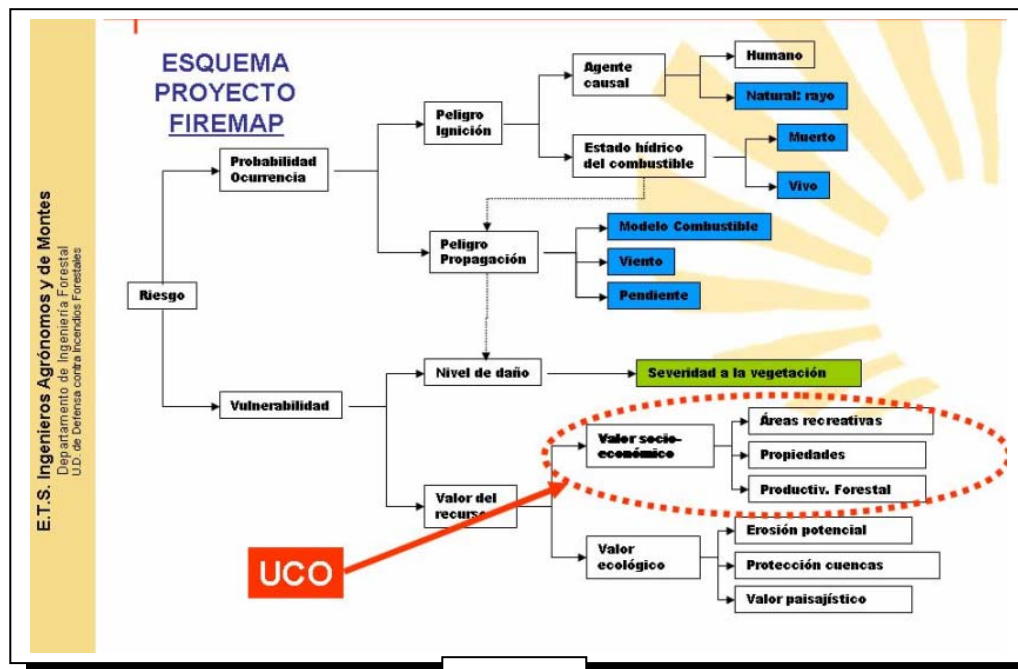 E.T.S. Ingenieros Agrónomos y de Montes
Departamento de Ingeniería Forestal
U.D. de Defensa contra Incendios Forestales
ESQUEMA
PROYECTO
FIREMAP
Riesgo
Probabilidad
Ocurrencia
Peligro
Ignición
Agente
causal
Humano
Natural: rayo
Estado hídrico
del combustible
Muerto
Vivo
Peligro
Propagación
Modelo Combustible
Viento
Pendiente
Vulnerabilidad
Nivel de daño
Severidad a la vegetación
Valor del
recurso
Valor socio-
económico
Áreas recreativas
Propiedades
Productiv. Forestal
Valor
ecológico
Erosión potencial
Protección cuencas
Valor paisajístico
UCO